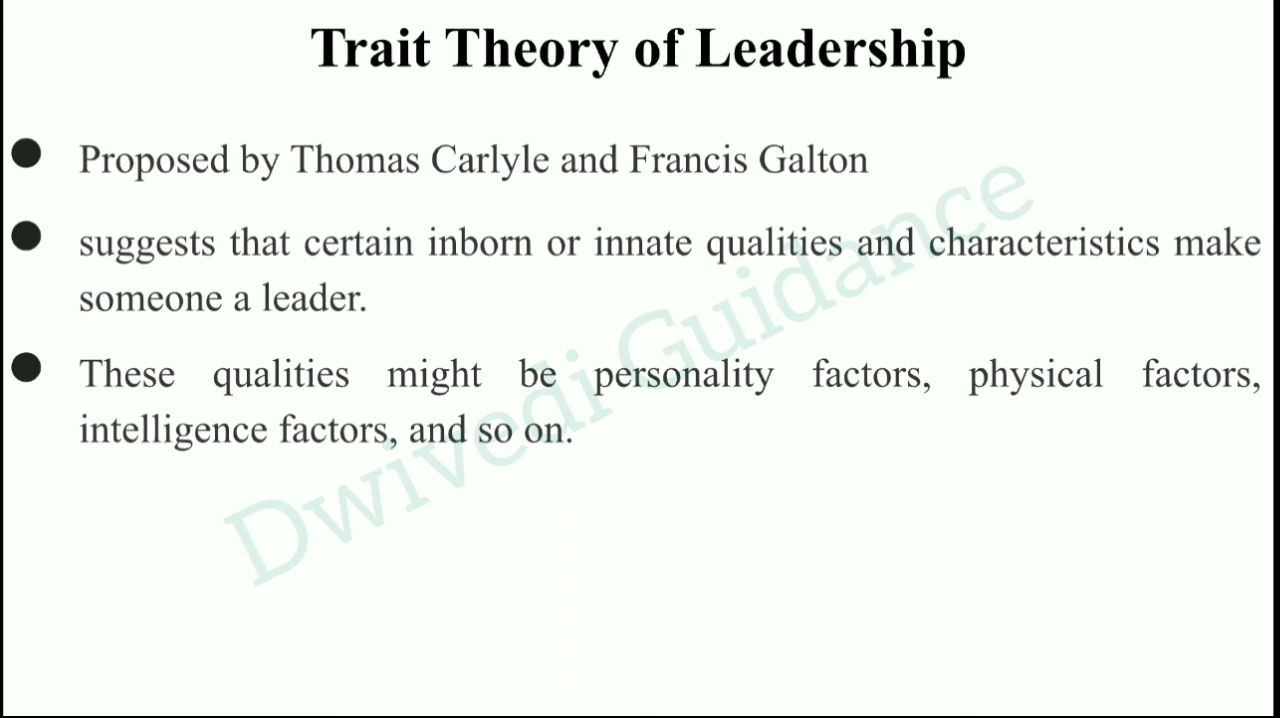 Trait Theory of Leadership
● Proposed by Thomas Carlyle and Francis Galton
● suggests that certain inborn or innate qualities and characteristics make
someone a leader.
● These qualities might be personality factors, physical factors,
intelligence factors, and so on.
Dwivedi Guidance